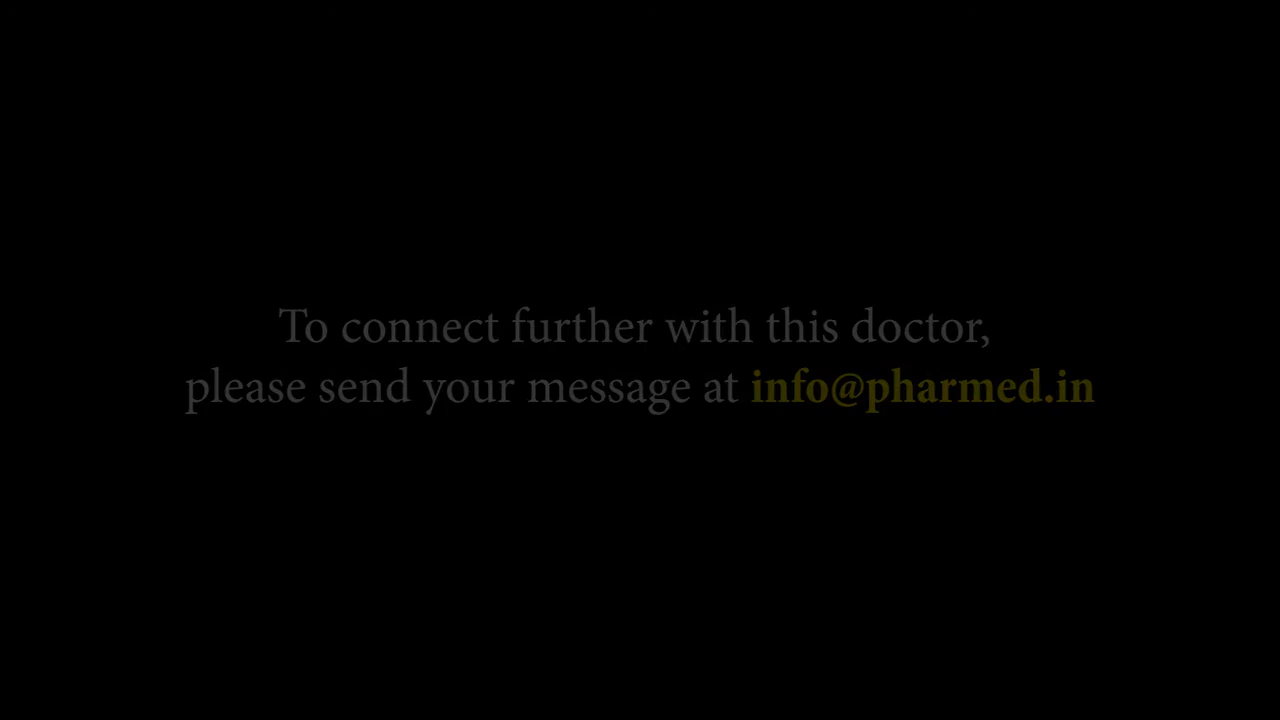 To connect further with this doctor,
please send your message at info@pharmed.in